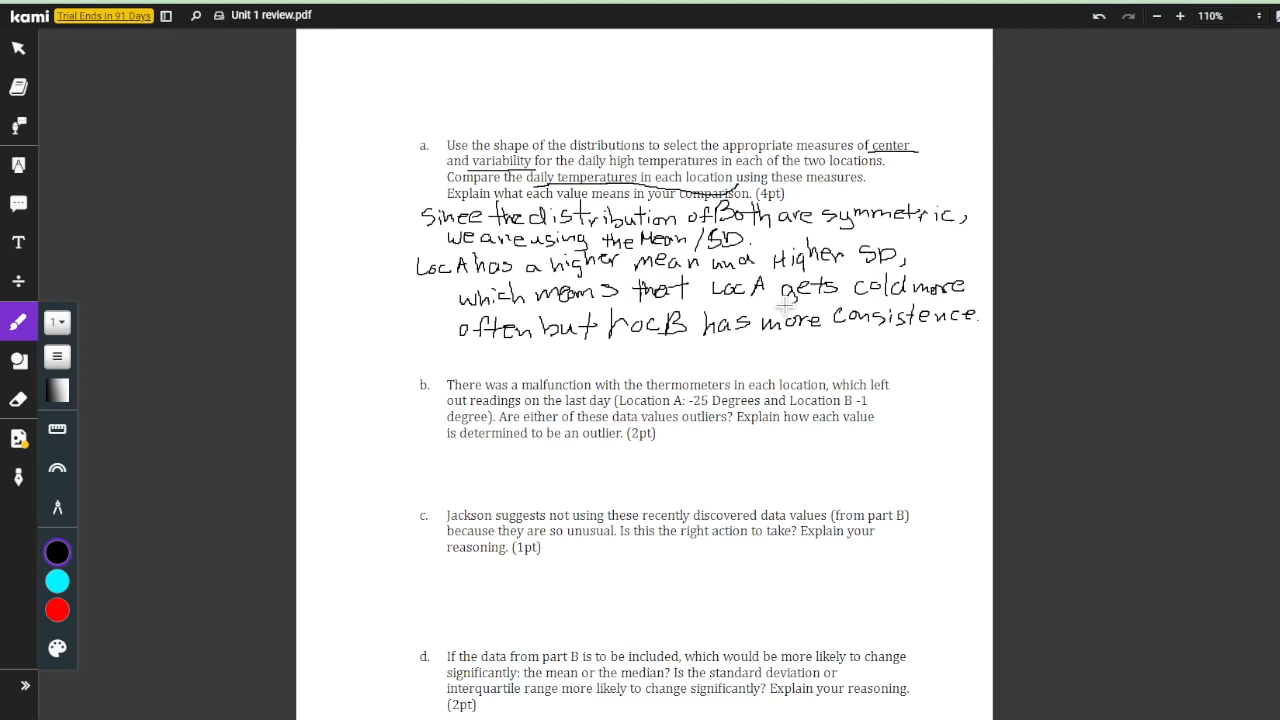 kami
Trial Ends In 91 Days
Unit 1 review.pdf
110%
a. Use the shape of the distributions to select the appropriate measures of center
and variability for the daily high temperatures in each of the two locations.
Compare the daily temperatures in each location using these measures.
Explain what each value means in your comparison. (4pt)
Since the distribution of Both are symmetric,
we are using the Mean/SD.
Loc A has a higher mean and Higher SD,
which means that Loc A gets cold more
often but Loc B has more consistence.
b. There was a malfunction with the thermometers in each location, which left
out readings on the last day (Location A: -25 Degrees and Location B -1
degree). Are either of these data values outliers? Explain how each value
is determined to be an outlier. (2pt)
c. Jackson suggests not using these recently discovered data values (from part B)
because they are so unusual. Is this the right action to take? Explain your
reasoning. (1pt)
d. If the data from part B is to be included, which would be more likely to change
significantly: the mean or the median? Is the standard deviation or
interquartile range more likely to change significantly? Explain your reasoning.
(2pt)
T
1